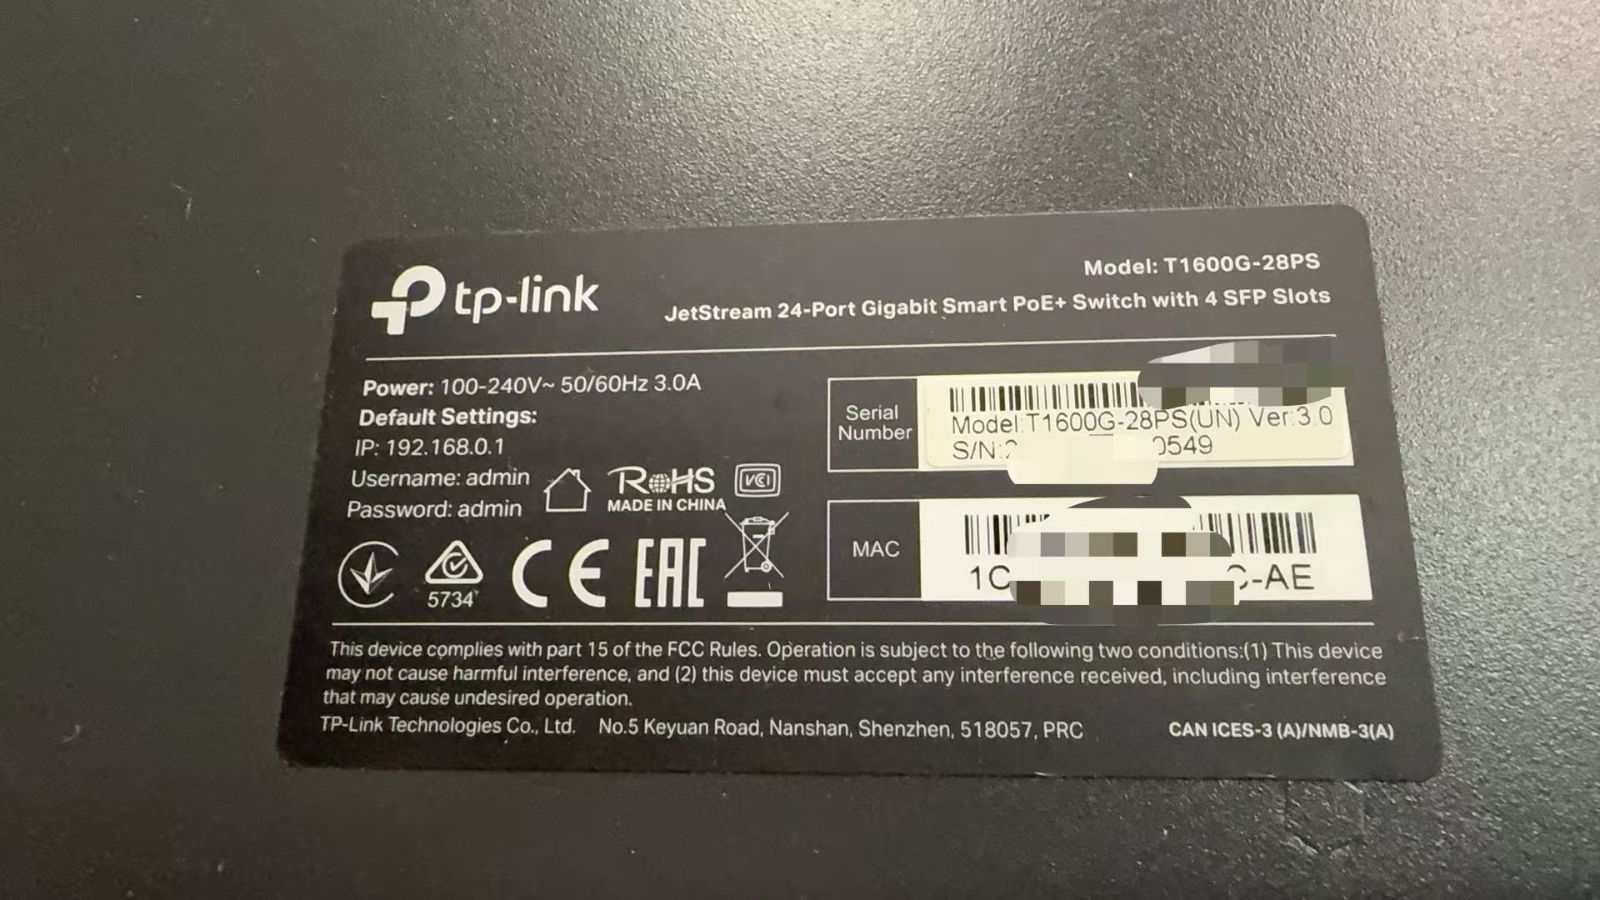 tp-link
Model: T1600G-28PS
JetStream 24-Port Gigabit Smart PoE+ Switch with 4 SFP Slots
Power: 100-240V~ 50/60Hz 3.0A
Default Settings:
IP: 192.168.0.1
Username: admin
Password: admin
RoHS
MADE IN CHINA
VCI
5734
CE
EAC
Serial
Number
Model:T1600G-28PS(UN) Ver:3.0
S/N:2 0549
MAC
1C C-AE
This device complies with part 15 of the FCC Rules. Operation is subject to the following two conditions:(1) This device
may not cause harmful interference, and (2) this device must accept any interference received, including interference
that may cause undesired operation.
TP-Link Technologies Co., Ltd. No.5 Keyuan Road, Nanshan, Shenzhen, 518057, PRC
CAN ICES-3 (A)/NMB-3(A)